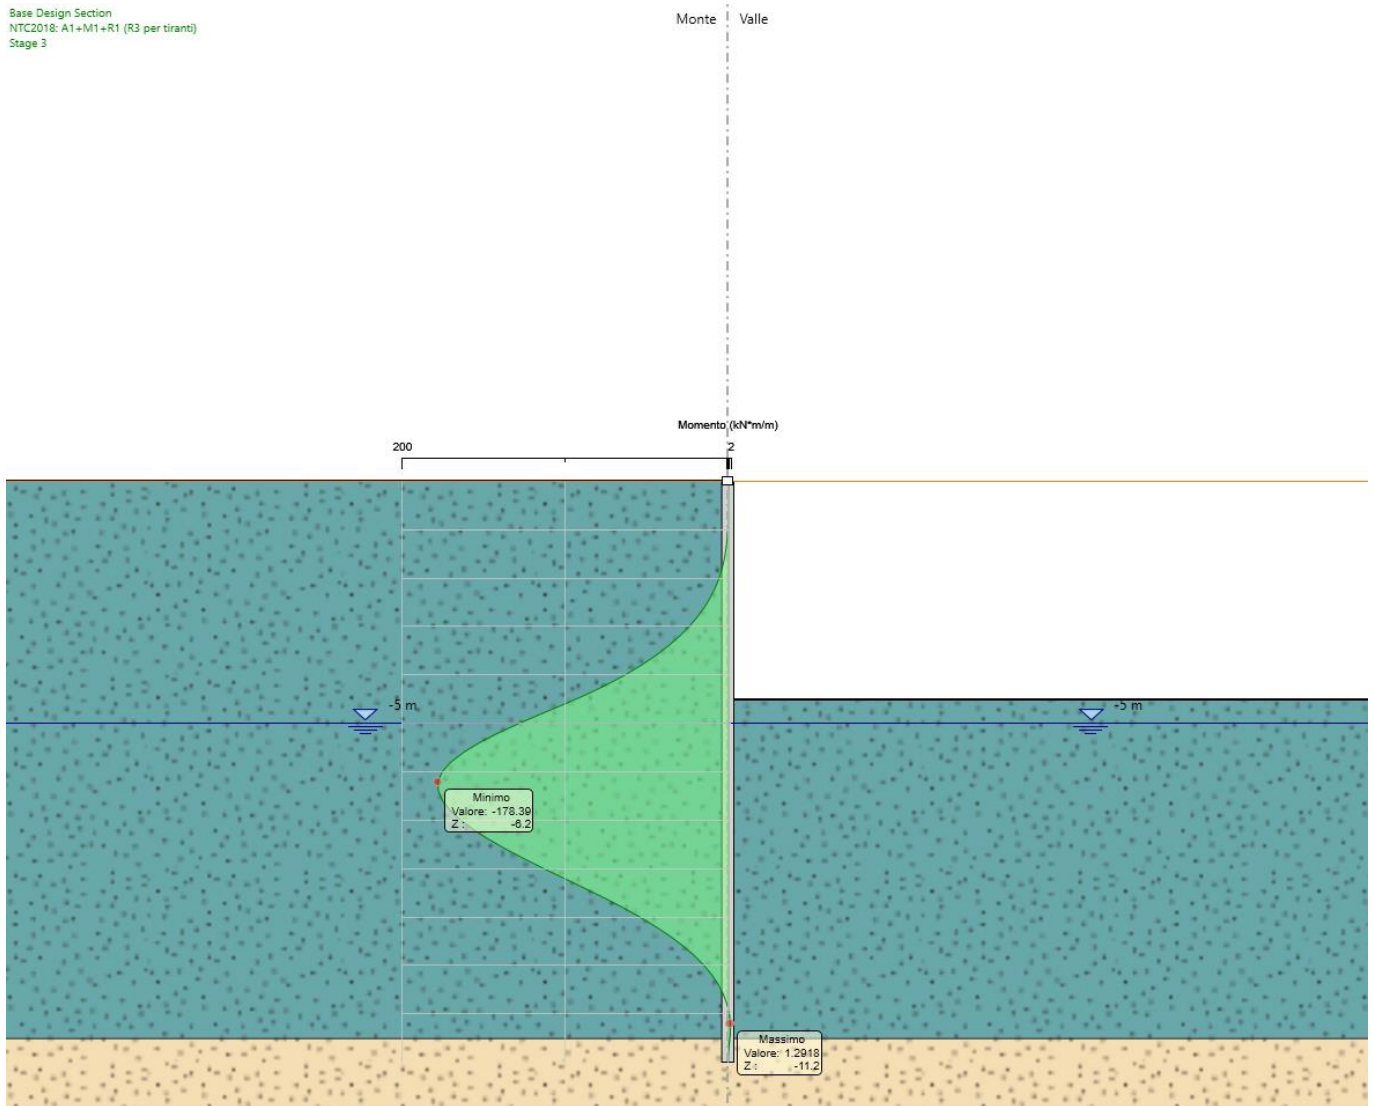 Base Design Section
NTC2018: A1+M1+R1 (R3 per tiranti)
Stage 3
Monte Valle
Momento (kN*m/m)
200 2
-5 m
-5 m
Minimo
Valore: -178.39
Z : -6.2
Massimo
Valore: 1.2918
Z : -11.2